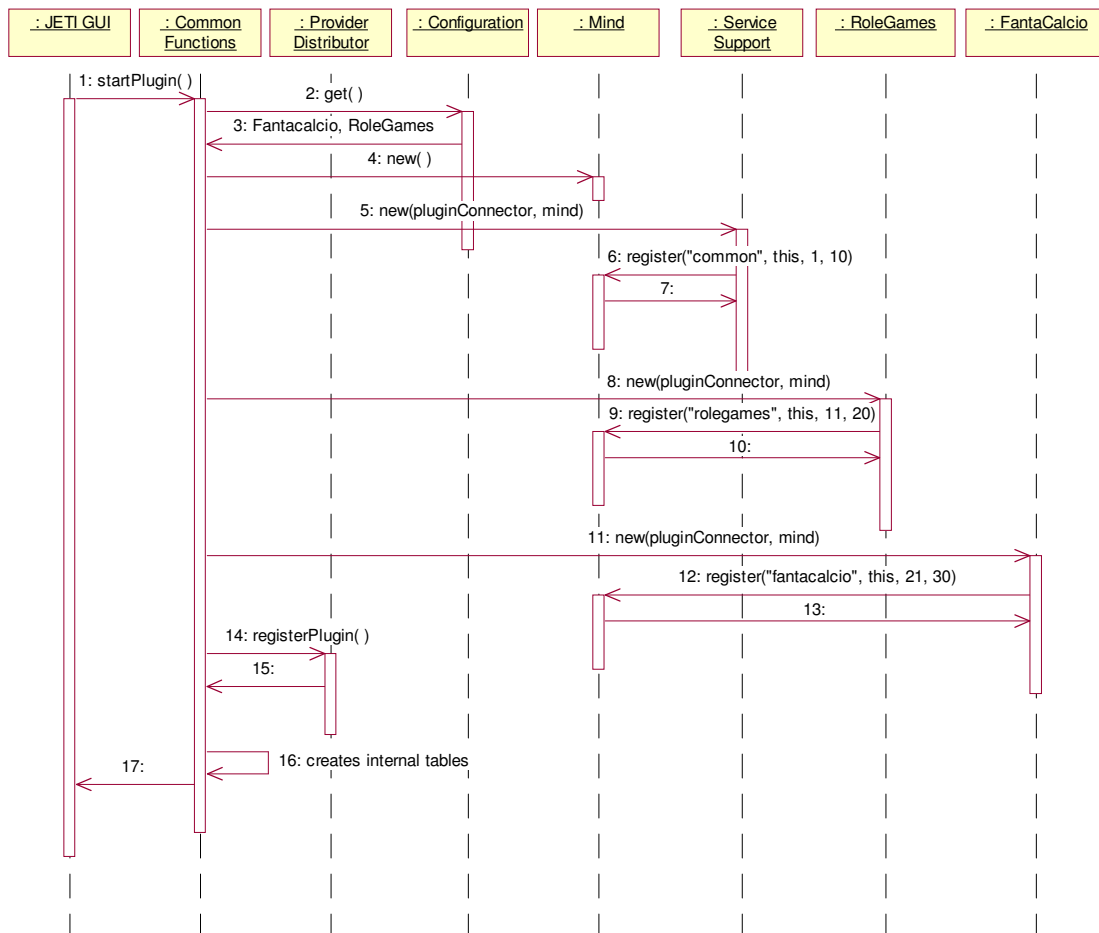 : JETI GUI
: Common
Functions
: Provider
Distributor
: Configuration
: Mind
: Service
Support
: RoleGames
: FantaCalcio
1: startPlugin( )
2: get( )
3: Fantacalcio, RoleGames
4: new( )
5: new(pluginConnector, mind)
6: register("common", this, 1, 10)
7:
8: new(pluginConnector, mind)
9: register("rolegames", this, 11, 20)
10:
11: new(pluginConnector, mind)
12: register("fantacalcio", this, 21, 30)
13:
14: registerPlugin( )
15:
16: creates internal tables
17: